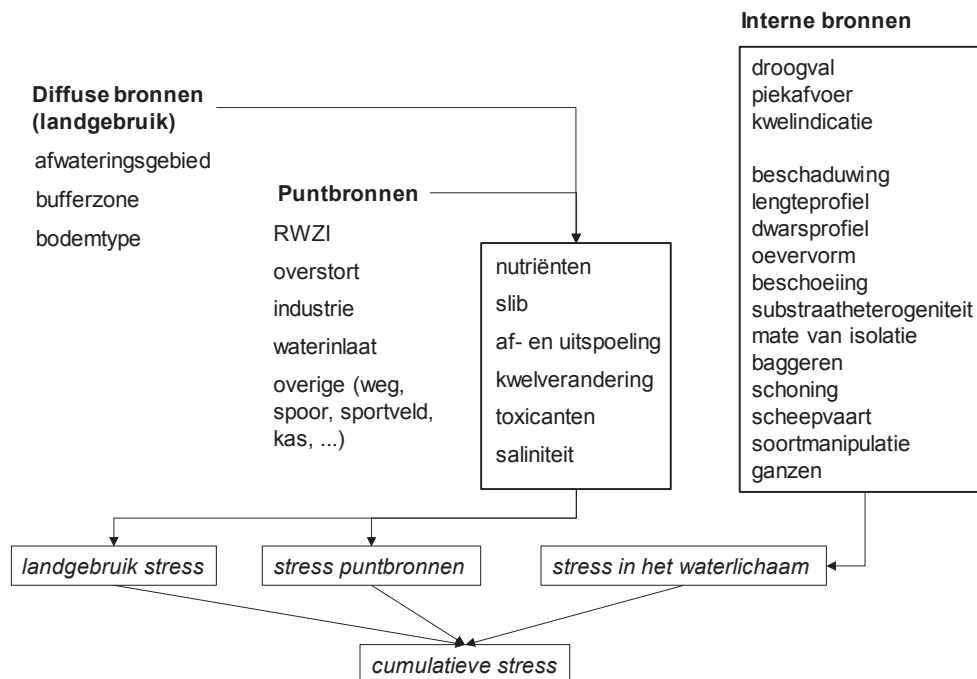 Interne bronnen
droogval
piekafvoer
kwelindicatie
beschaduwing
lengteprofiel
dwarsprofiel
oevervorm
beschoeiing
substraatheterogeniteit
mate van isolatie
baggeren
schoning
scheepvaart
soortmanipulatie
ganzen
Diffuse bronnen
(landgebruik)
afwateringsgebied
bufferzone
bodemtype
Puntbronnen
RWZI
overstort
industrie
waterinlaat
overige (weg,
spoor, sportveld,
kas, ...)
nutriënten
slib
af- en uitspoeling
kwelverandering
toxicanten
saliniteit
landgebruik stress
stress puntbronnen
stress in het waterlichaam
cumulatieve stress